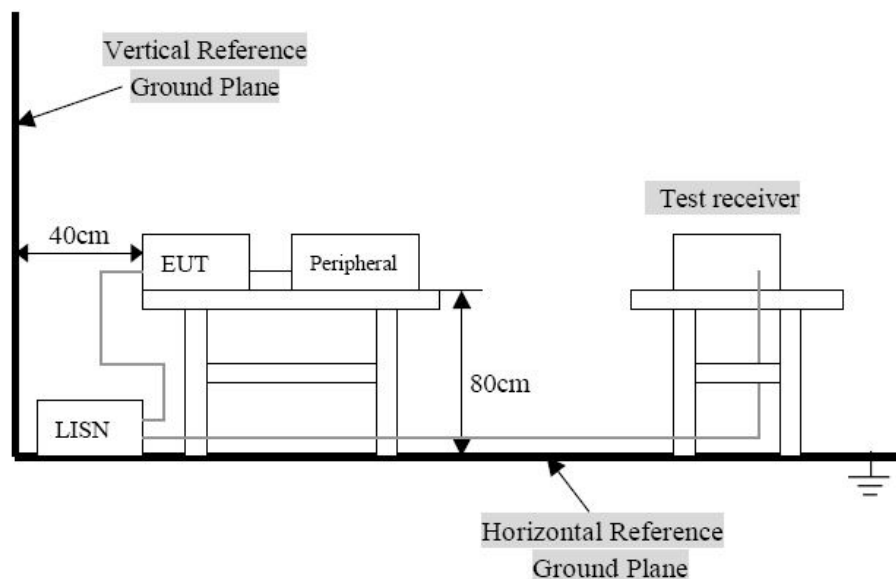 Vertical Reference
Ground Plane
Test receiver
40cm
EUT
Peripheral
80cm
LISN
Horizontal Reference
Ground Plane